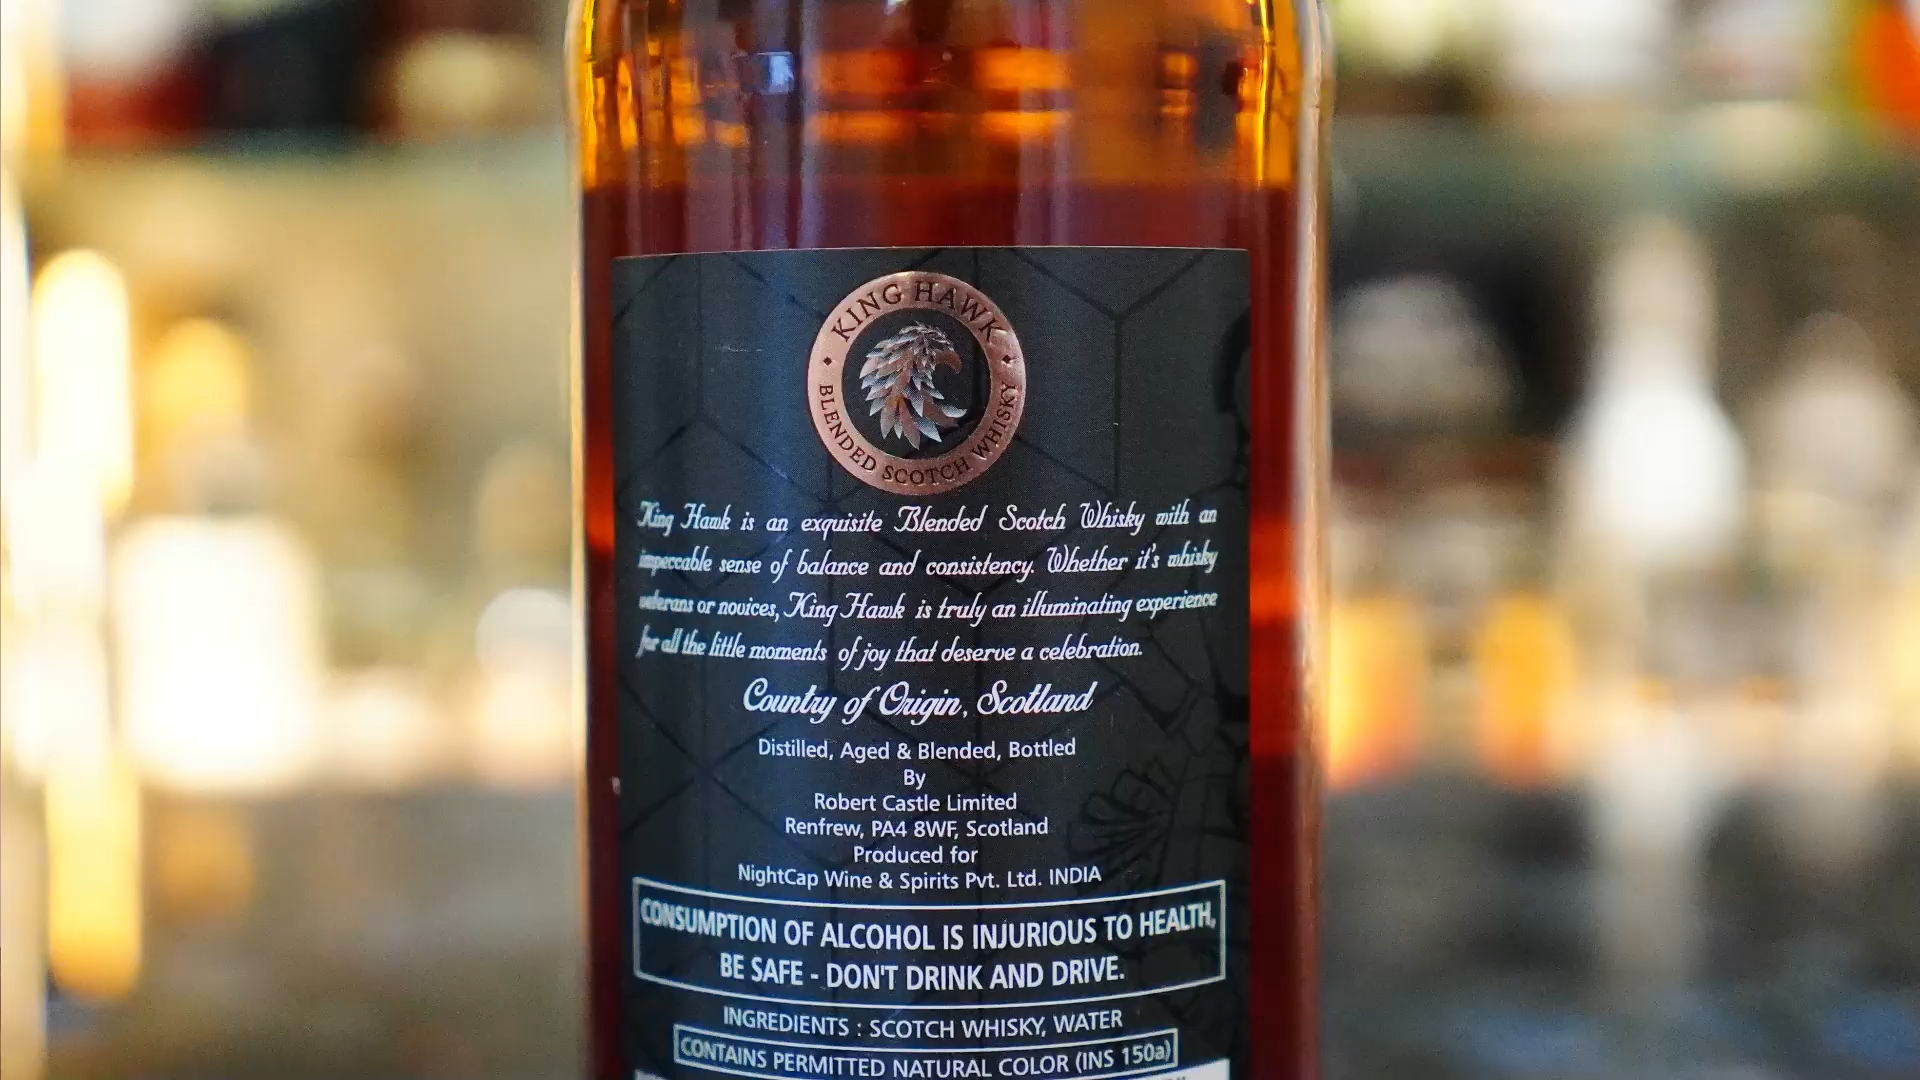 KING HAWK
BLENDED SCOTCH WHISKY
King Hawk is an exquisite Blended Scotch Whisky with an
impeccable sense of balance and consistency. Whether it's whisky
veterans or novices, King Hawk is truly an illuminating experience
for all the little moments of joy that deserve a celebration.
Country of Origin, Scotland
Distilled, Aged & Blended, Bottled
By
Robert Castle Limited
Renfrew, PA4 8WF, Scotland
Produced for
NightCap Wine & Spirits Pvt. Ltd. INDIA
CONSUMPTION OF ALCOHOL IS INJURIOUS TO HEALTH,
BE SAFE - DON'T DRINK AND DRIVE.
INGREDIENTS : SCOTCH WHISKY, WATER
CONTAINS PERMITTED NATURAL COLOR (INS 150a)